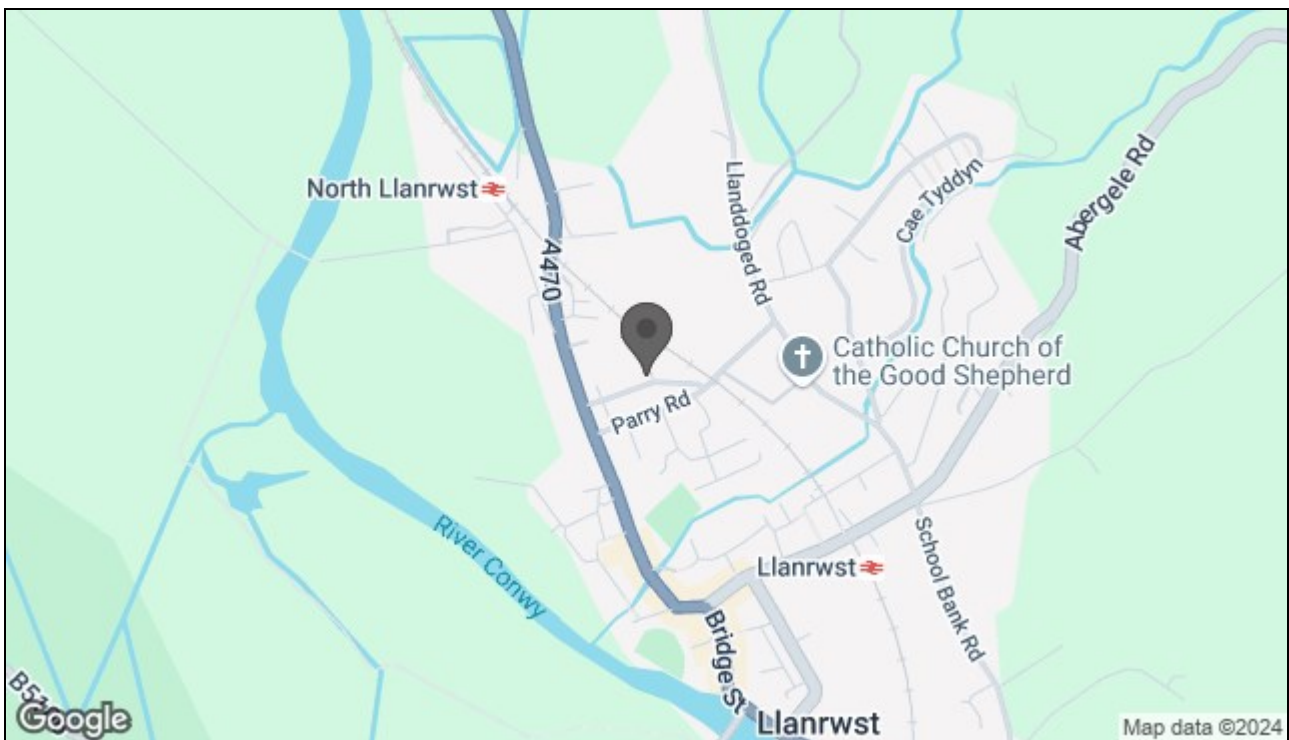 North Llanrwst
A470
Llanddoged Rd
Cae Tyddyn
Abergele Rd
Catholic Church of
the Good Shepherd
Parry Rd
River Conwy
Llanrwst
School Bank Rd
Bridge St
Llanrwst
Google
Map data ©2024